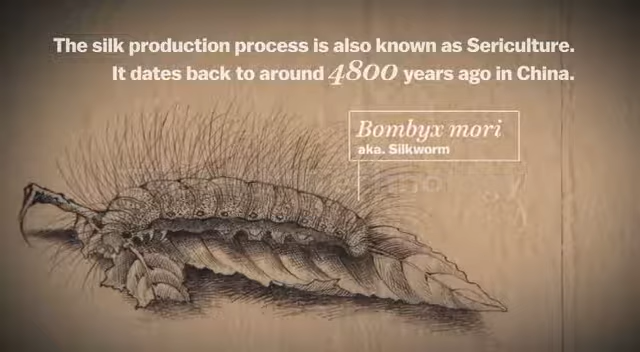 The silk production process is also known as Sericulture.
It dates back to around 4800 years ago in China.
Bombyx mori
aka. Silkworm